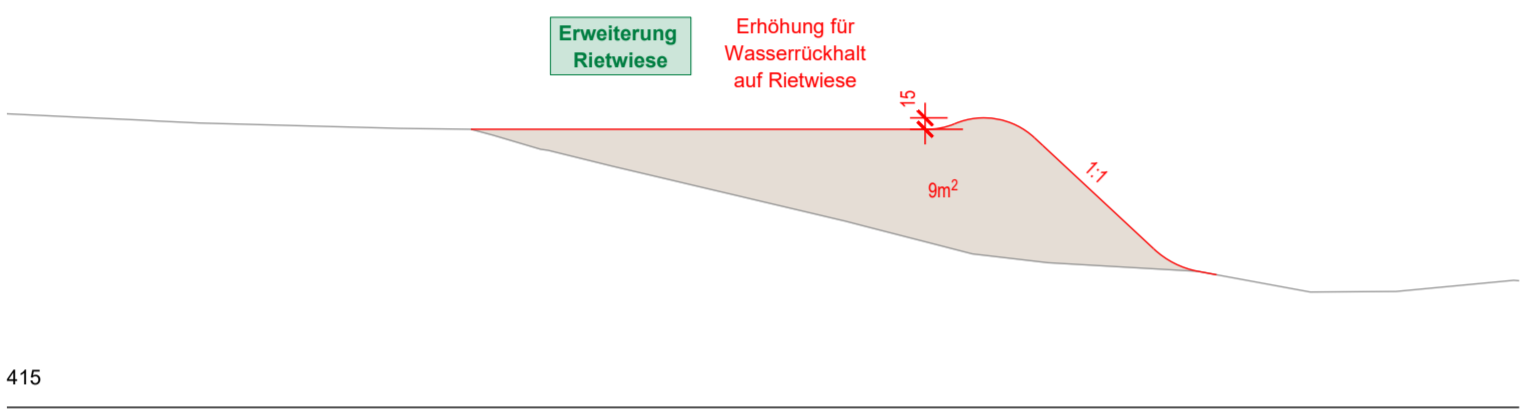 Erweiterung
Rietwiese
Erhöhung für
Wasserrückhalt
auf Rietwiese
15
1:1
9m²
415